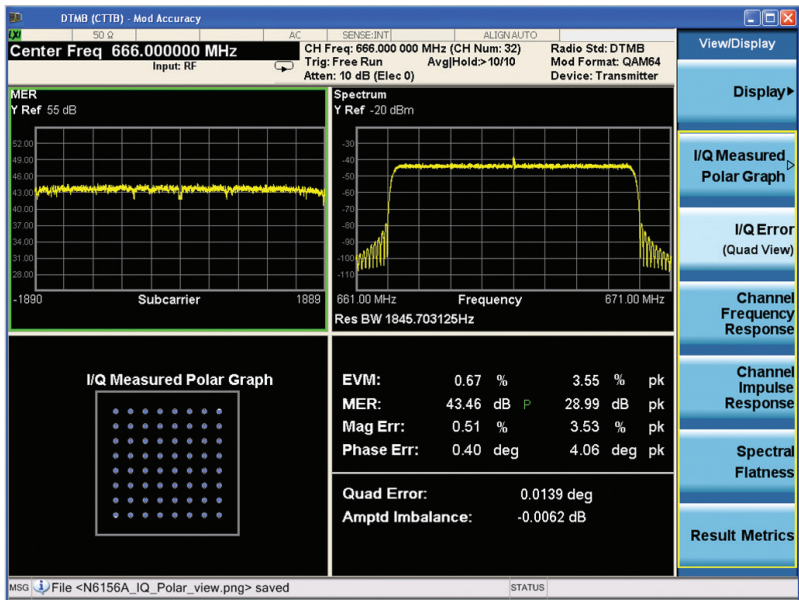 DTMB (CTTB) - Mod Accuracy
LXI 50 Ω AC SENSE:INT ALIGN AUTO
Center Freq 666.000000 MHz
Input: RF
CH Freq: 666.000 000 MHz (CH Num: 32)
Trig: Free Run Avg|Hold:> 10/10
Atten: 10 dB (Elec 0)
Radio Std: DTMB
Mod Format: QAM64
Device: Transmitter
MER
Y Ref 55 dB
52.00
49.00
46.00
43.00
40.00
37.00
34.00
31.00
28.00
-1890 Subcarrier 1889
Spectrum
Y Ref -20 dBm
-30
-40
-50
-60
-70
-80
-90
-100
-110
661.00 MHz Frequency 671.00 MHz
Res BW 1845.703125Hz
I/Q Measured Polar Graph
EVM: 0.67 % 3.55 % pk
MER: 43.46 dB P 28.99 dB pk
Mag Err: 0.51 % 3.53 % pk
Phase Err: 0.40 deg 4.06 deg pk
Quad Error: 0.0139 deg
Amptd Imbalance: -0.0062 dB
View/Display
Display
I/Q Measured
Polar Graph
I/Q Error
(Quad View)
Channel
Frequency
Response
Channel
Impulse
Response
Spectral
Flatness
Result Metrics
MSG File <N6156A_IQ_Polar_view.png> saved STATUS